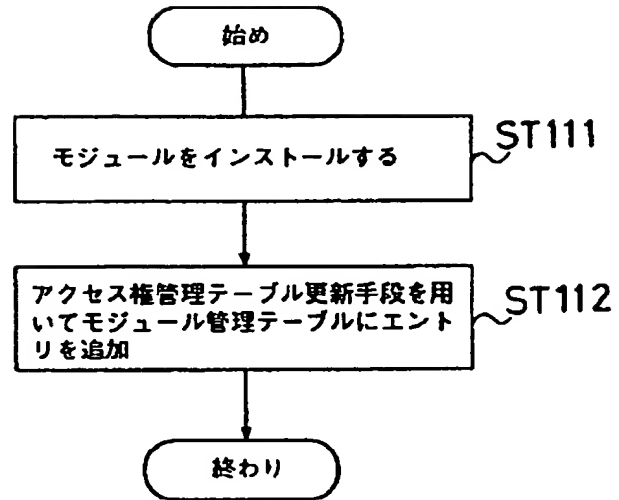 始め
モジュールをインストールする
ST111
アクセス権管理テーブル更新手段を用
いてモジュール管理テーブルにエント
リを追加
ST112
終わり